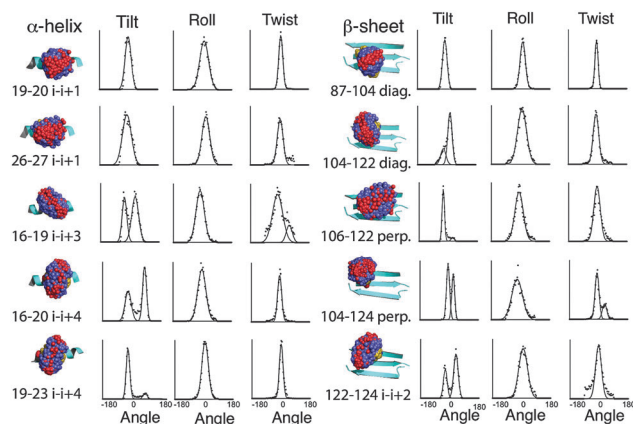 α-helix Tilt Roll Twist β-sheet Tilt Roll Twist
19-20 i-i+1 87-104 diag.
26-27 i-i+1 104-122 diag.
16-19 i-i+3 106-122 perp.
16-20 i-i+4 104-124 perp.
19-23 i-i+4 122-124 i-i+2
-180 0 180 -180 0 180 -180 0 180 -180 0 180 -180 0 180 -180 0 180
Angle Angle Angle Angle Angle Angle